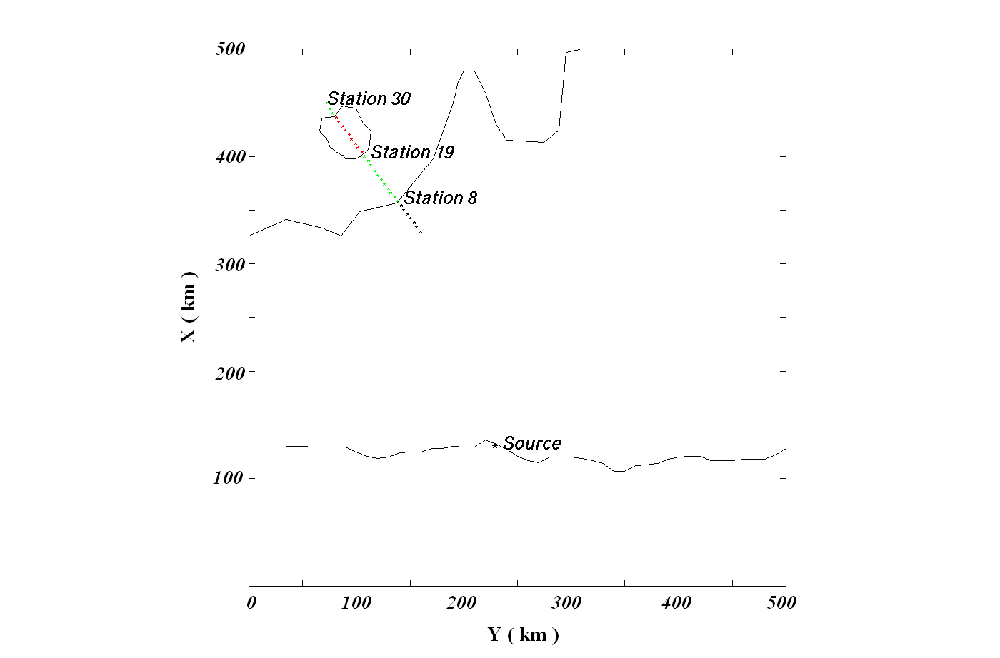 500
Station 30
Station 19
400
Station 8
300
X ( km )
200
Source
100
0 100 200 300 400 500
Y ( km )